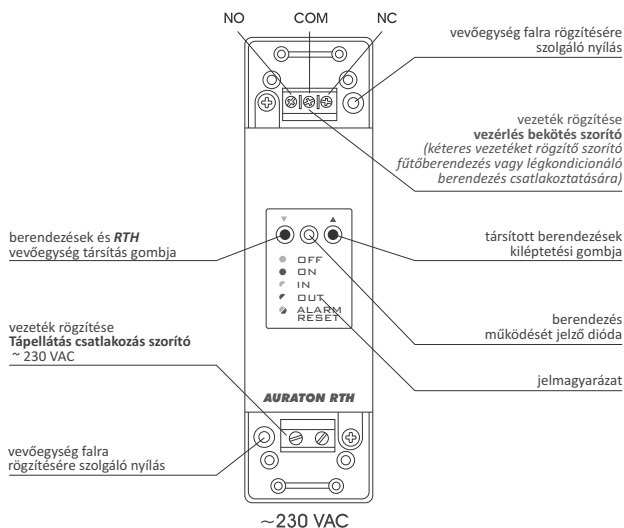 NO COM NC
vevőegység falra rögzítésére
szolgáló nyílás
vezeték rögzítése
vezérlés bekötés szorító
(kéteres vezetéket rögzítő szorító
fűtőberendezés vagy légkondicionáló
berendezés csatlakoztatására)
berendezések és RTH
vevőegység társítás gombja
társított berendezések
kiléptetési gombja
OFF
ON
IN
OUT
ALARM
RESET
vezeték rögzítése
Tápellátás csatlakozás szorító
~ 230 VAC
berendezés
működését jelző dióda
jelmagyarázat
AURATON RTH
vevőegység falra
rögzítésére szolgáló nyílás
~230 VAC